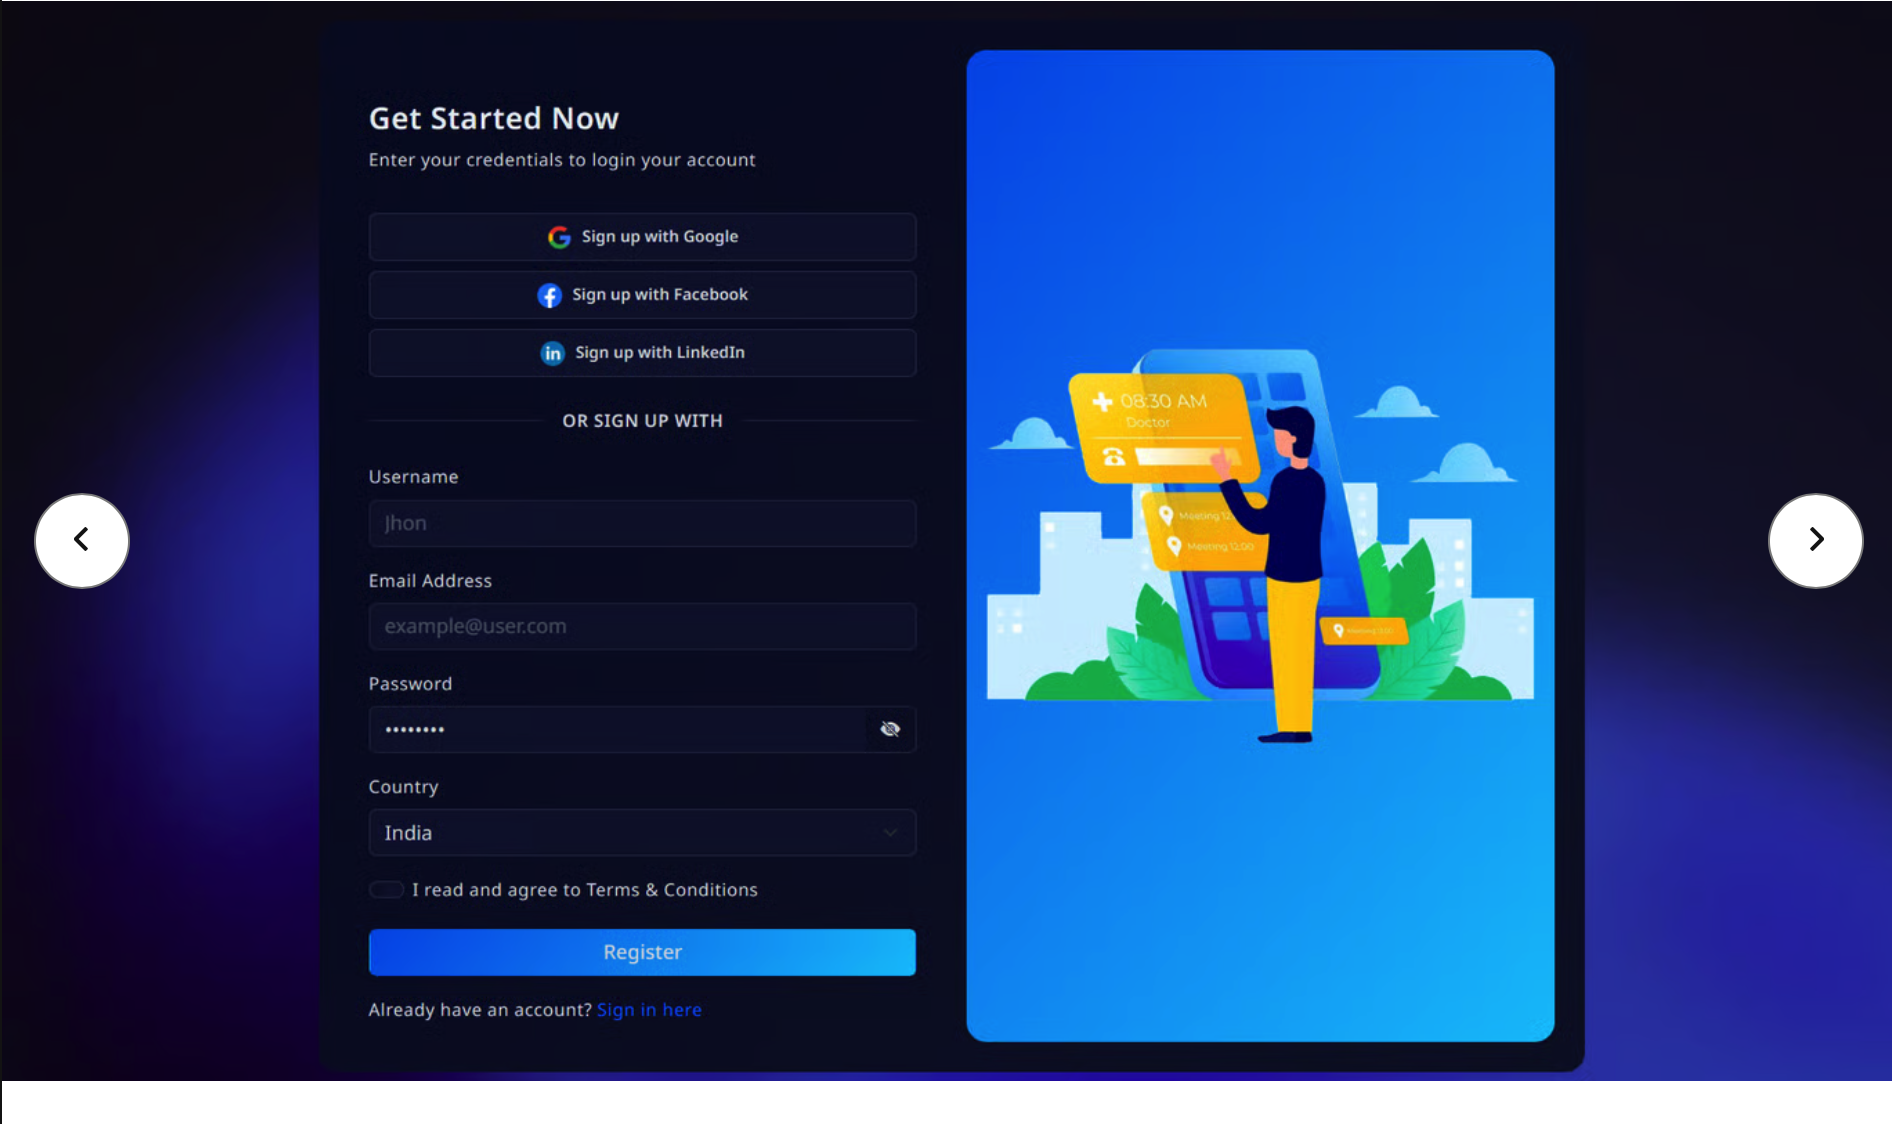 Get Started Now
Enter your credentials to login your account
Sign up with Google
Sign up with Facebook
Sign up with LinkedIn
OR SIGN UP WITH
Username
Jhon
Email Address
example@user.com
Password
••••••••
Country
India
I read and agree to Terms & Conditions
Register
Already have an account? Sign in here
08:30 AM
Doctor
Meeting 12
Meeting 12.00
Meeting